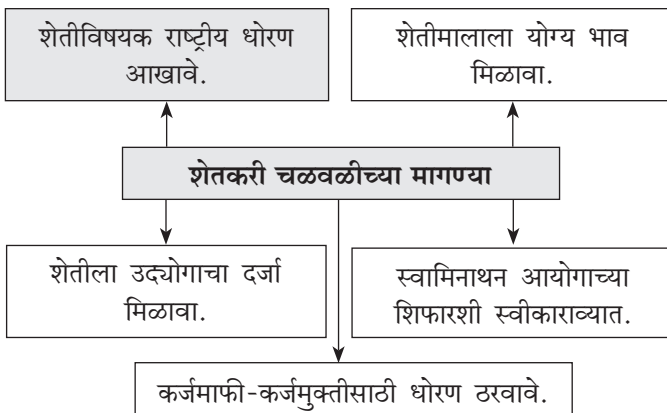 शेतीविषयक राष्ट्रीय धोरण
आखावे.
शेतीमालाला योग्य भाव
मिळावा.
शेतकरी चळवळीच्या मागण्या
शेतीला उद्योगाचा दर्जा
मिळावा.
स्वामिनाथन आयोगाच्या
शिफारशी स्वीकाराव्यात.
कर्जमाफी-कर्जमुक्तीसाठी धोरण ठरवावे.